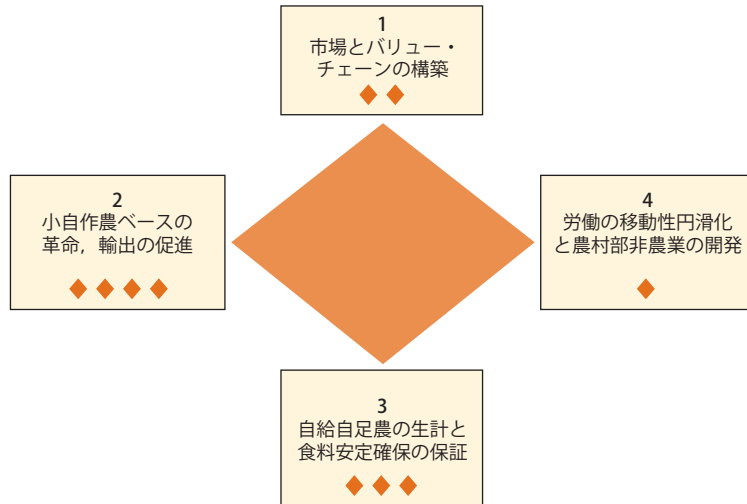 1
市場とバリュー・
チェーンの構築
2
小自作農ベースの
革命，輸出の促進
4
労働の移動性円滑化
と農村部非農業の開発
3
自給自足農の生計と
食料安定確保の保証